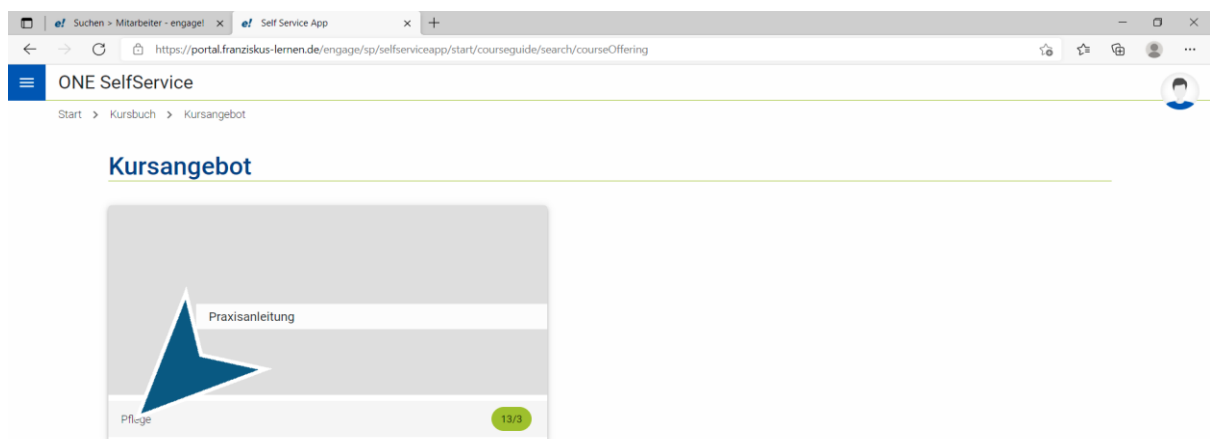 e! Suchen > Mitarbeiter - engage! e! Self Service App
https://portal.franziskus-lernen.de/engage/sp/selfserviceapp/start/courseguide/search/courseOffering
ONE SelfService
Start > Kursbuch > Kursangebot
Kursangebot
Praxisanleitung
Pflege 13/3